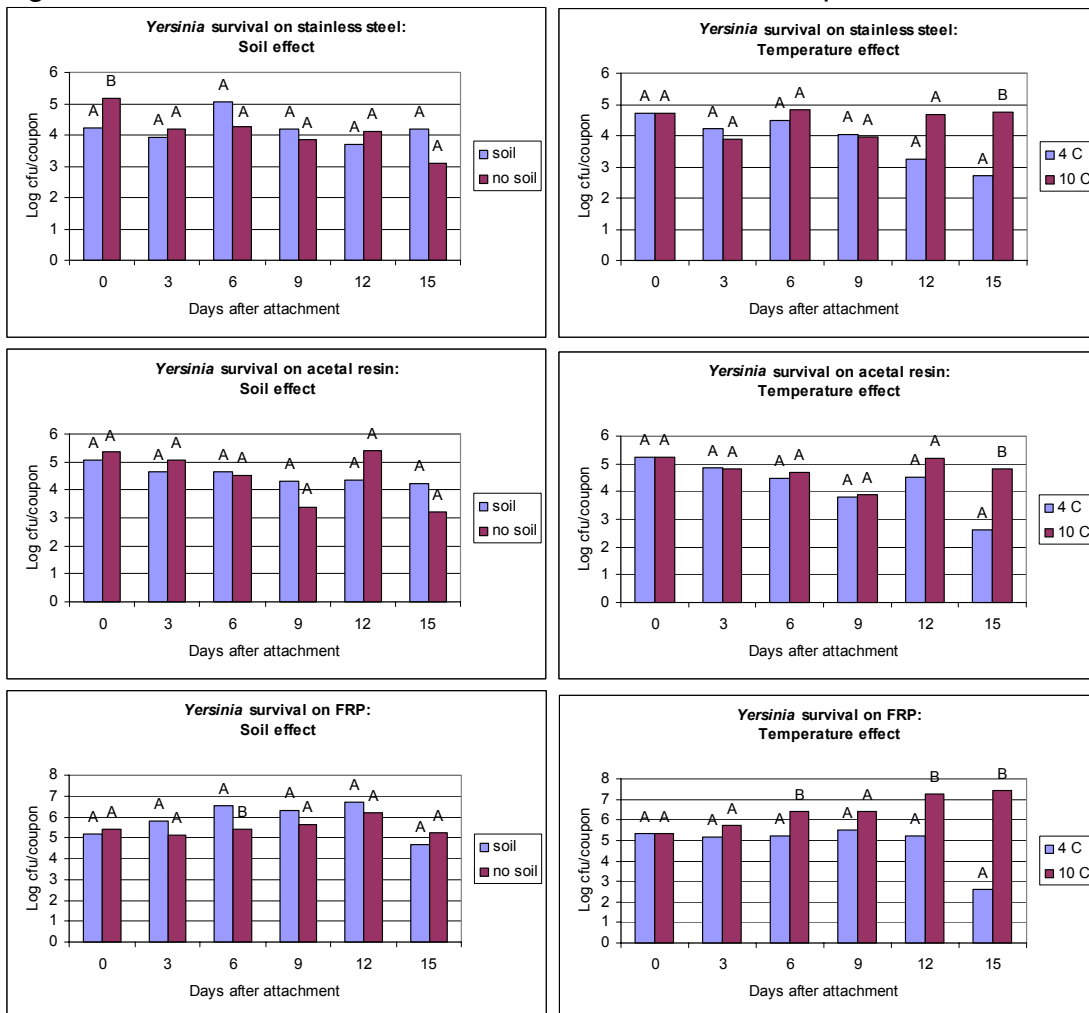 Yersinia survival on stainless steel:
Soil effect
6
5
4
3
2
1
0
Log cfu/coupon
A B A A A A A A A A A A
0 3 6 9 12 15
Days after attachment
soil
no soil
Yersinia survival on stainless steel:
Temperature effect
6
5
4
3
2
1
0
Log cfu/coupon
A A A A A A A A A A A B
0 3 6 9 12 15
Days after attachment
4 C
10 C
Yersinia survival on acetal resin:
Soil effect
6
5
4
3
2
1
0
Log cfu/coupon
A A A A A A A A A A A A
0 3 6 9 12 15
Days after attachment
soil
no soil
Yersinia survival on acetal resin:
Temperature effect
6
5
4
3
2
1
0
Log cfu/coupon
A A A A A A A A A A A B
0 3 6 9 12 15
Days after attachment
4 C
10 C
Yersinia survival on FRP:
Soil effect
8
7
6
5
4
3
2
1
0
Log cfu/coupon
A A A A A B A A A A A A
0 3 6 9 12 15
Days after attachment
soil
no soil
Yersinia survival on FRP:
Temperature effect
8
7
6
5
4
3
2
1
0
Log cfu/coupon
A A A A A B A A A B A B
0 3 6 9 12 15
Days after attachment
4 C
10 C